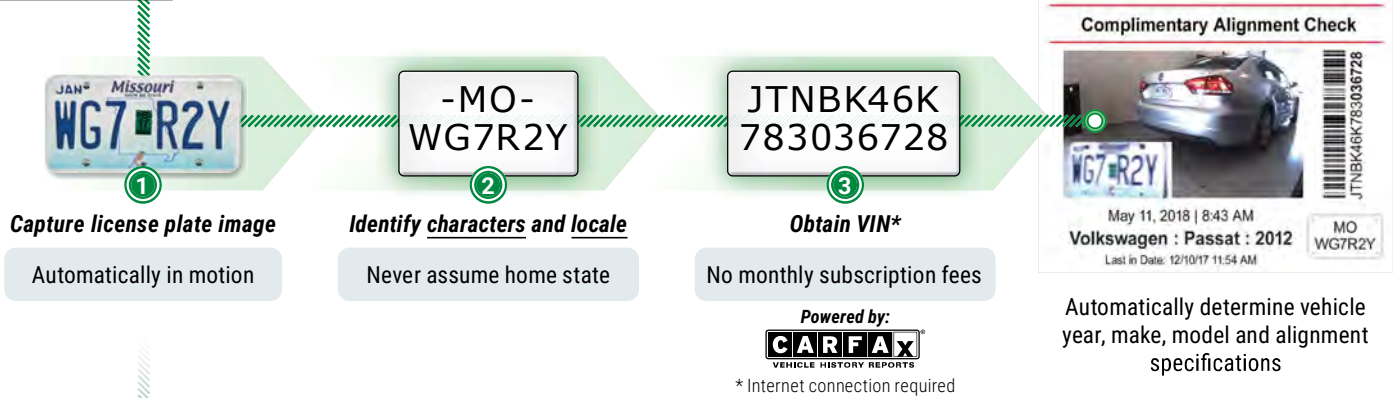 JAN Missouri
WG7 R2Y
1
Capture license plate image
Automatically in motion
-MO-
WG7R2Y
2
Identify characters and locale
Never assume home state
JTNBK46K
783036728
3
Obtain VIN*
No monthly subscription fees
Powered by:
CARFAX®
VEHICLE HISTORY REPORTS
* Internet connection required
Complimentary Alignment Check
WG7 R2Y
JTNBK46K783036728
May 11, 2018 | 8:43 AM
Volkswagen : Passat : 2012
Last in Date: 12/10/17 11:54 AM
MO
WG7R2Y
Automatically determine vehicle
year, make, model and alignment
specifications